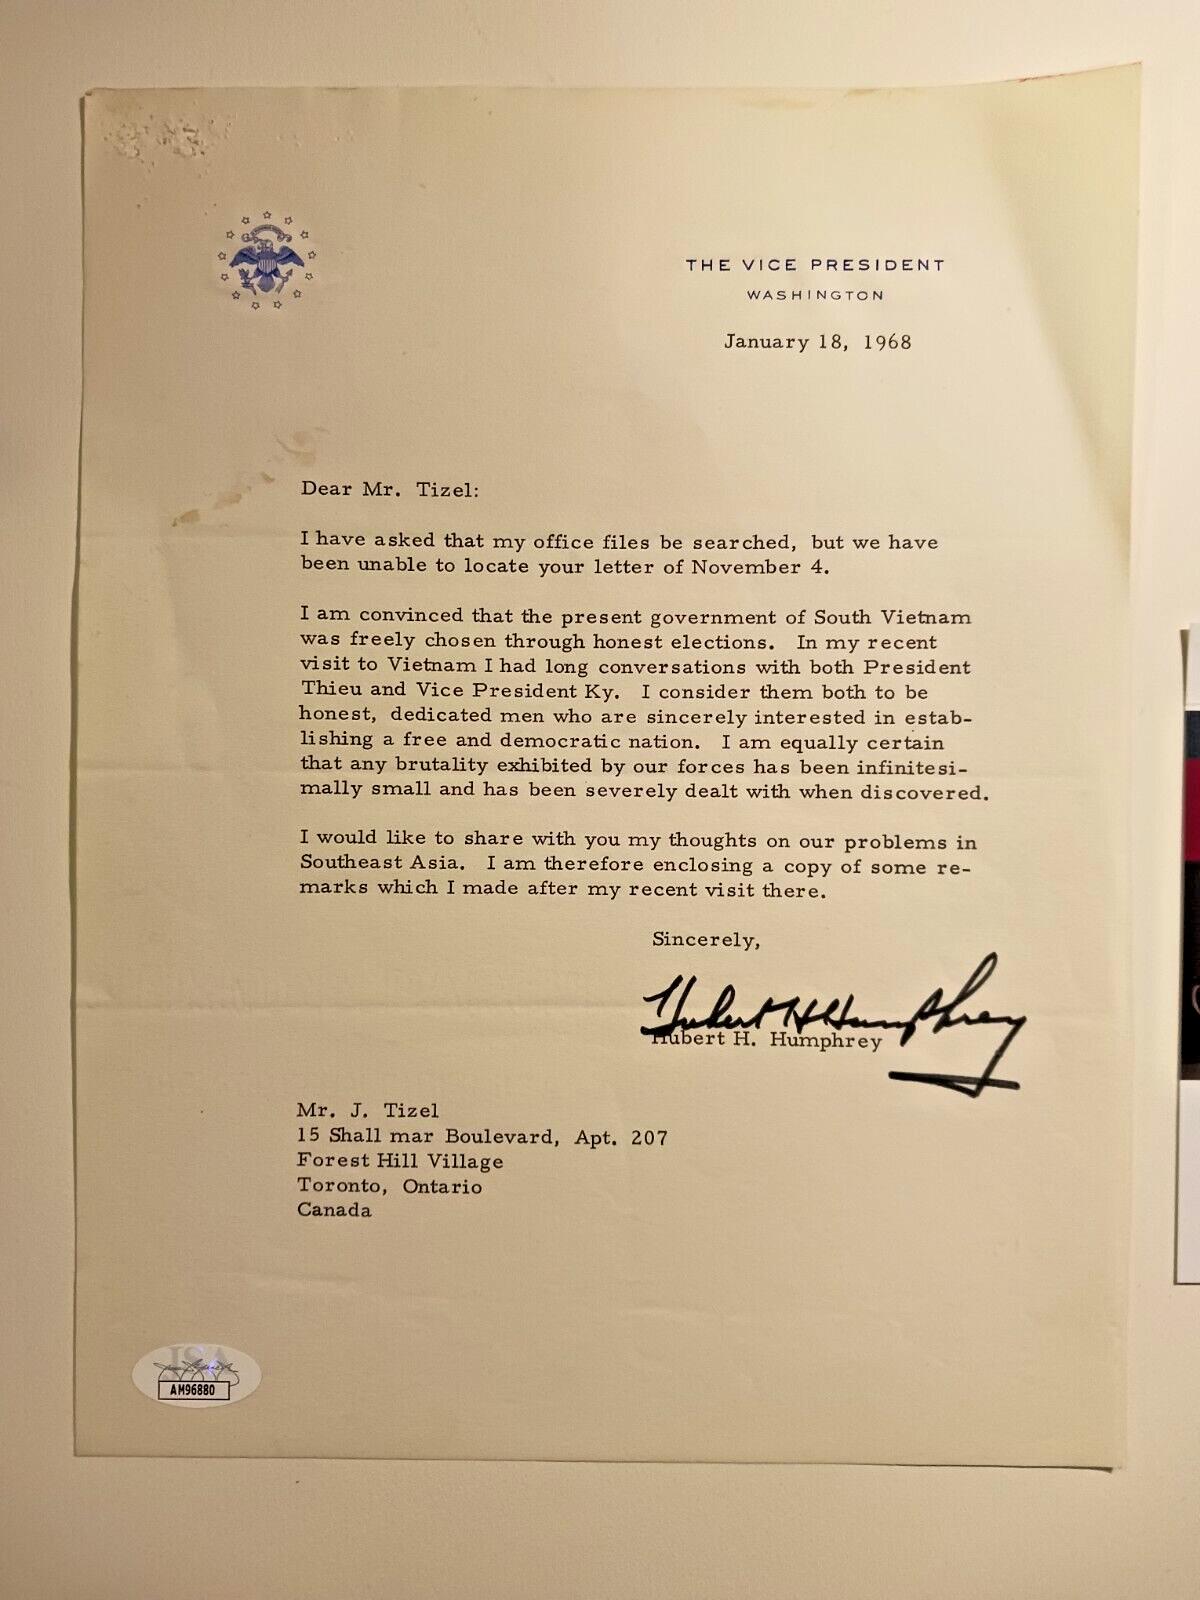 THE VICE PRESIDENT
WASHINGTON
January 18, 1968
Dear Mr. Tizel:
I have asked that my office files be searched, but we have
been unable to locate your letter of November 4.
I am convinced that the present government of South Vietnam
was freely chosen through honest elections. In my recent
visit to Vietnam I had long conversations with both President
Thieu and Vice President Ky. I consider them both to be
honest, dedicated men who are sincerely interested in estab-
lishing a free and democratic nation. I am equally certain
that any brutality exhibited by our forces has been infinitesi-
mally small and has been severely dealt with when discovered.
I would like to share with you my thoughts on our problems in
Southeast Asia. I am therefore enclosing a copy of some re-
marks which I made after my recent visit there.
Sincerely,
Hubert H Humphrey
Hubert H. Humphrey
Mr. J. Tizel
15 Shall mar Boulevard, Apt. 207
Forest Hill Village
Toronto, Ontario
Canada
JSA
AM96880